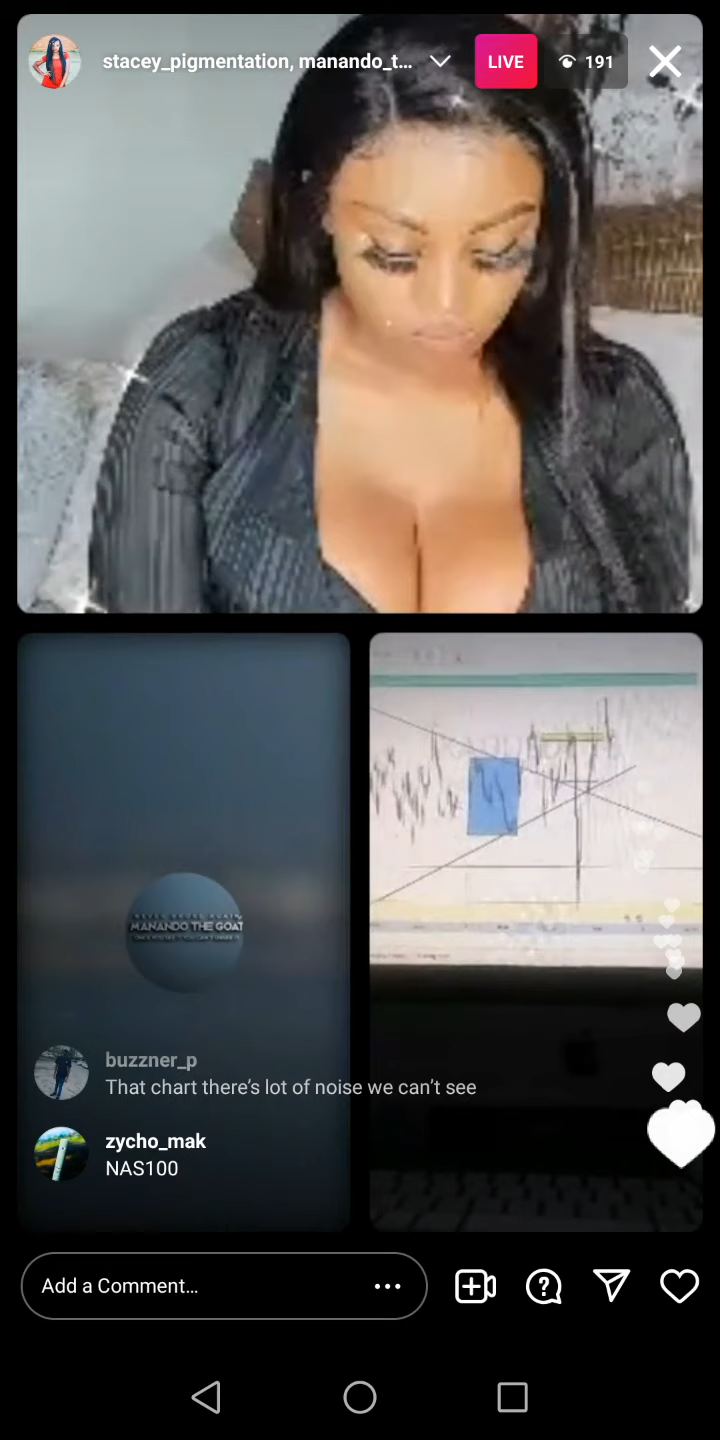 stacey_pigmentation, manando_t...
LIVE
191
MANANDO THE GOAT
buzzner_p
That chart there's lot of noise we can't see
zycho_mak
NAS100
Add a Comment...